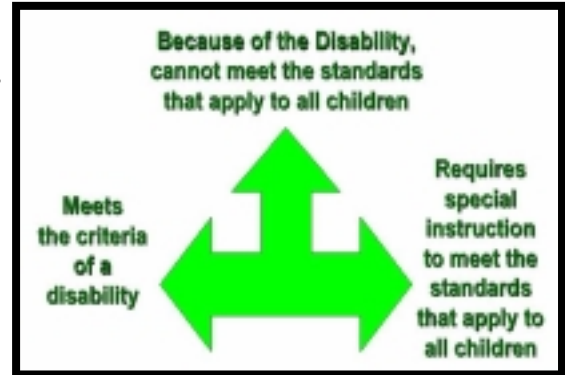 Because of the Disability,
cannot meet the standards
that apply to all children
Meets
the criteria
of a
disability
Requires
special
instruction
to meet the
standards
that apply to
all children